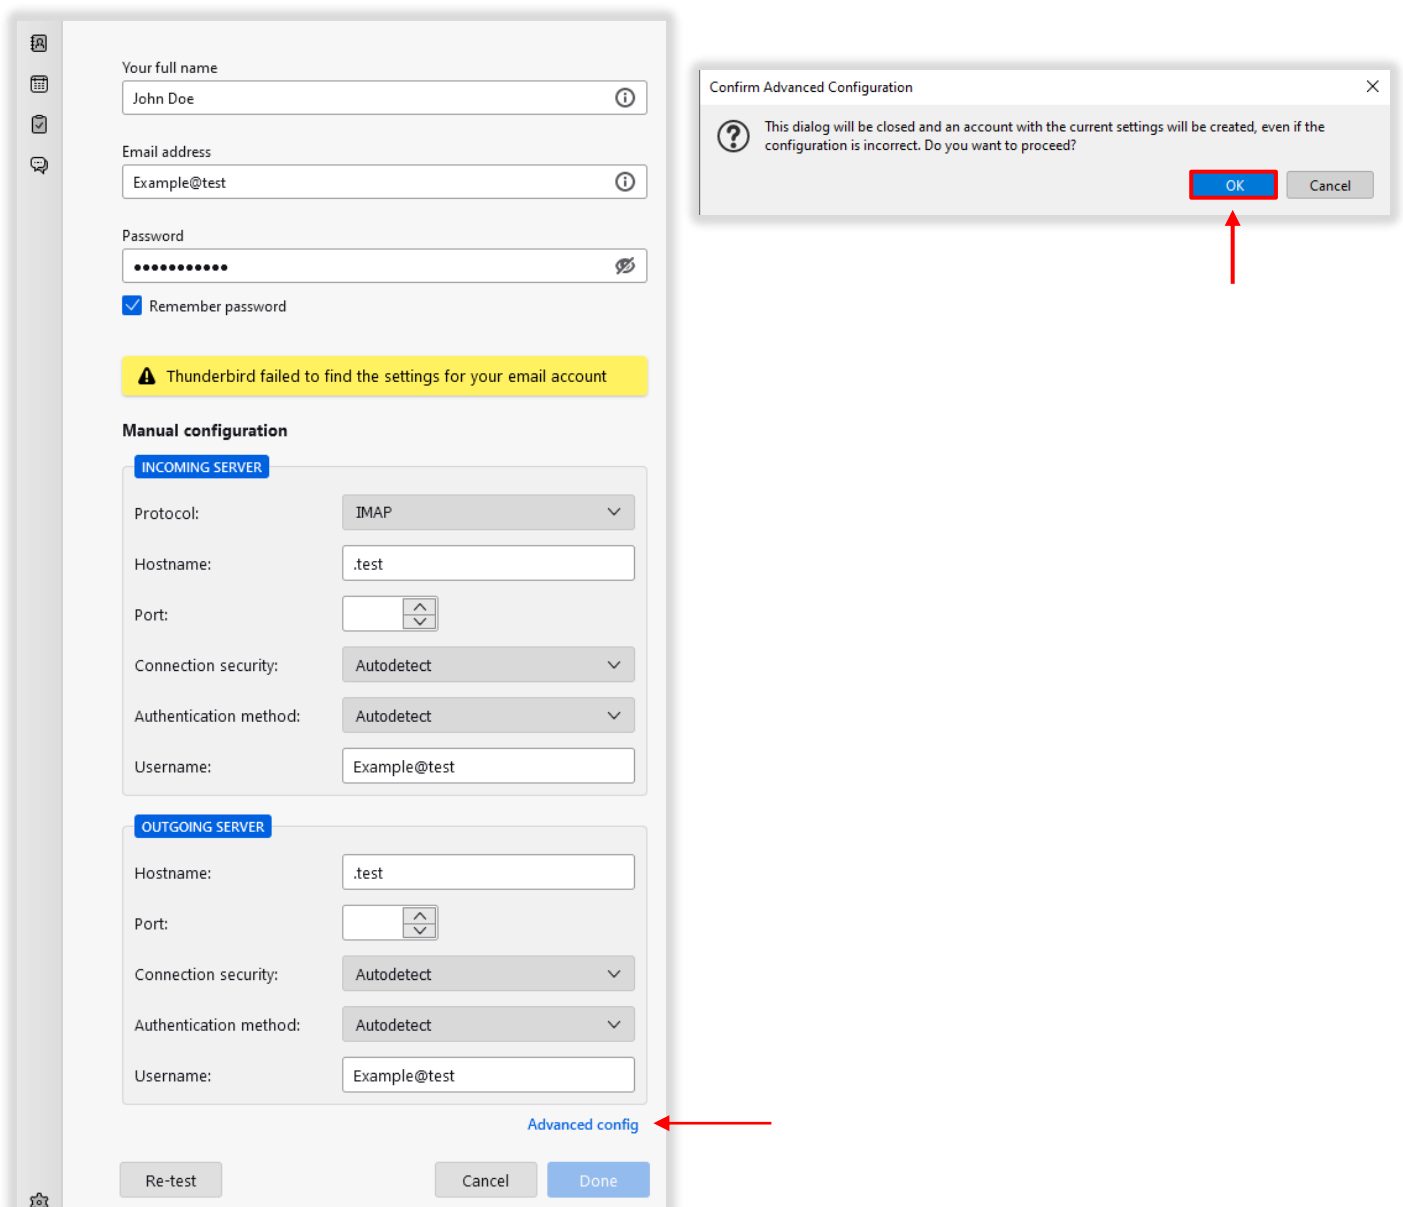 Your full name
John Doe
Email address
Example@test
Password
Remember password
Thunderbird failed to find the settings for your email account
Manual configuration
INCOMING SERVER
Protocol: IMAP
Hostname: .test
Port:
Connection security: Autodetect
Authentication method: Autodetect
Username: Example@test
OUTGOING SERVER
Hostname: .test
Port:
Connection security: Autodetect
Authentication method: Autodetect
Username: Example@test
Advanced config
Re-test Cancel Done
Confirm Advanced Configuration
This dialog will be closed and an account with the current settings will be created, even if the
configuration is incorrect. Do you want to proceed?
OK Cancel